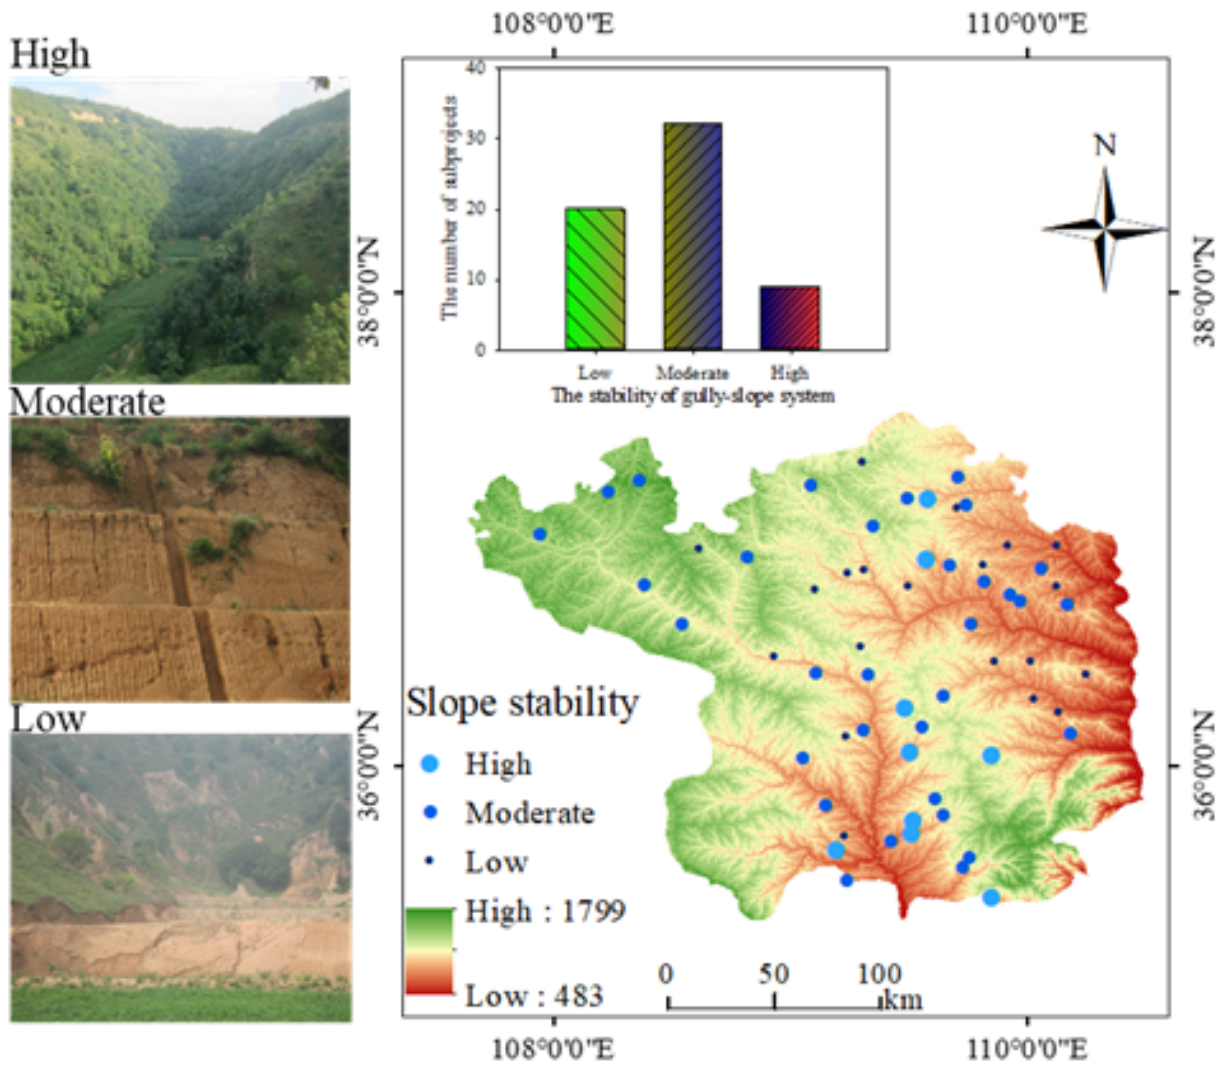 108°0'0"E
110°0'0"E
High
Moderate
Low
40
30
20
10
0
The number of subprojects
Low
Moderate
High
The stability of gully-slope system
N
38°0'0"N
38°0'0"N
36°0'0"N
36°0'0"N
Slope stability
High
Moderate
Low
High : 1799
Low : 483
0
50
100
km
108°0'0"E
110°0'0"E